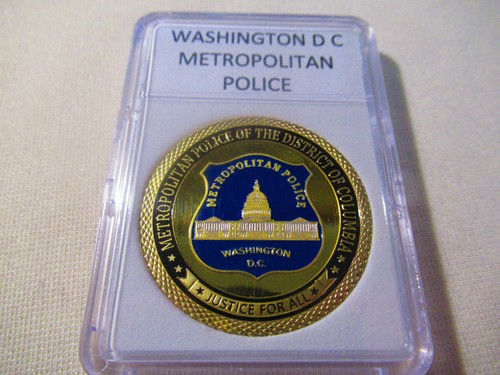 WASHINGTON D C
METROPOLITAN
POLICE
METROPOLITAN POLICE OF THE DISTRICT OF COLUMBIA
METROPOLITAN POLICE
WASHINGTON
D.C.
JUSTICE FOR ALL